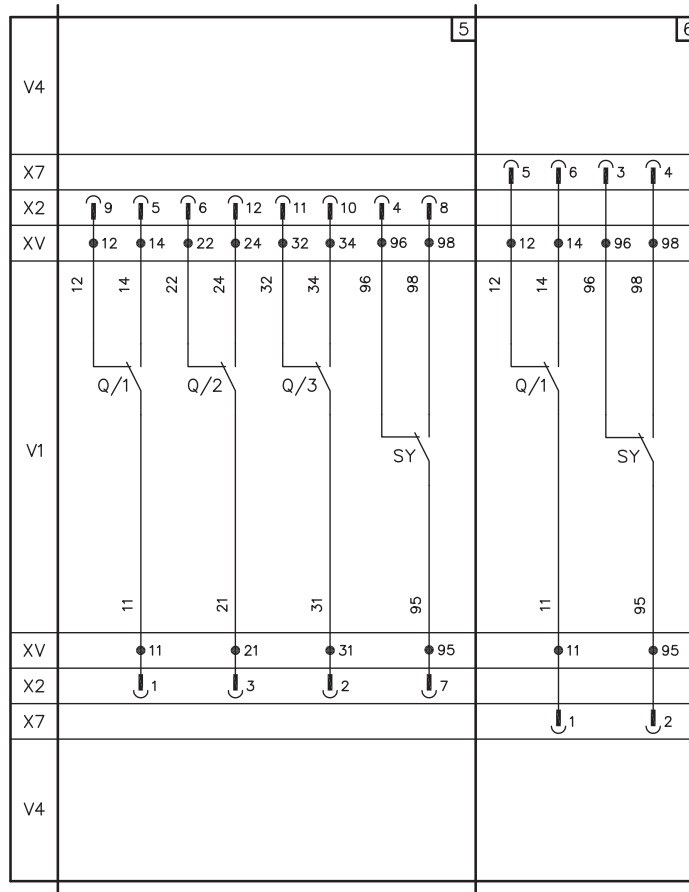 5 6
V4
X7 5 6 3 4
X2 9 5 6 12 11 10 4 8
XV 12 14 22 24 32 34 96 98 12 14 96 98
12 14 22 24 32 34 96 98 12 14 96 98
Q/1 Q/2 Q/3 Q/1
V1 SY SY
11 21 31 95 11 95
XV 11 21 31 95 11 95
X2 1 3 2 7
X7 1 2
V4